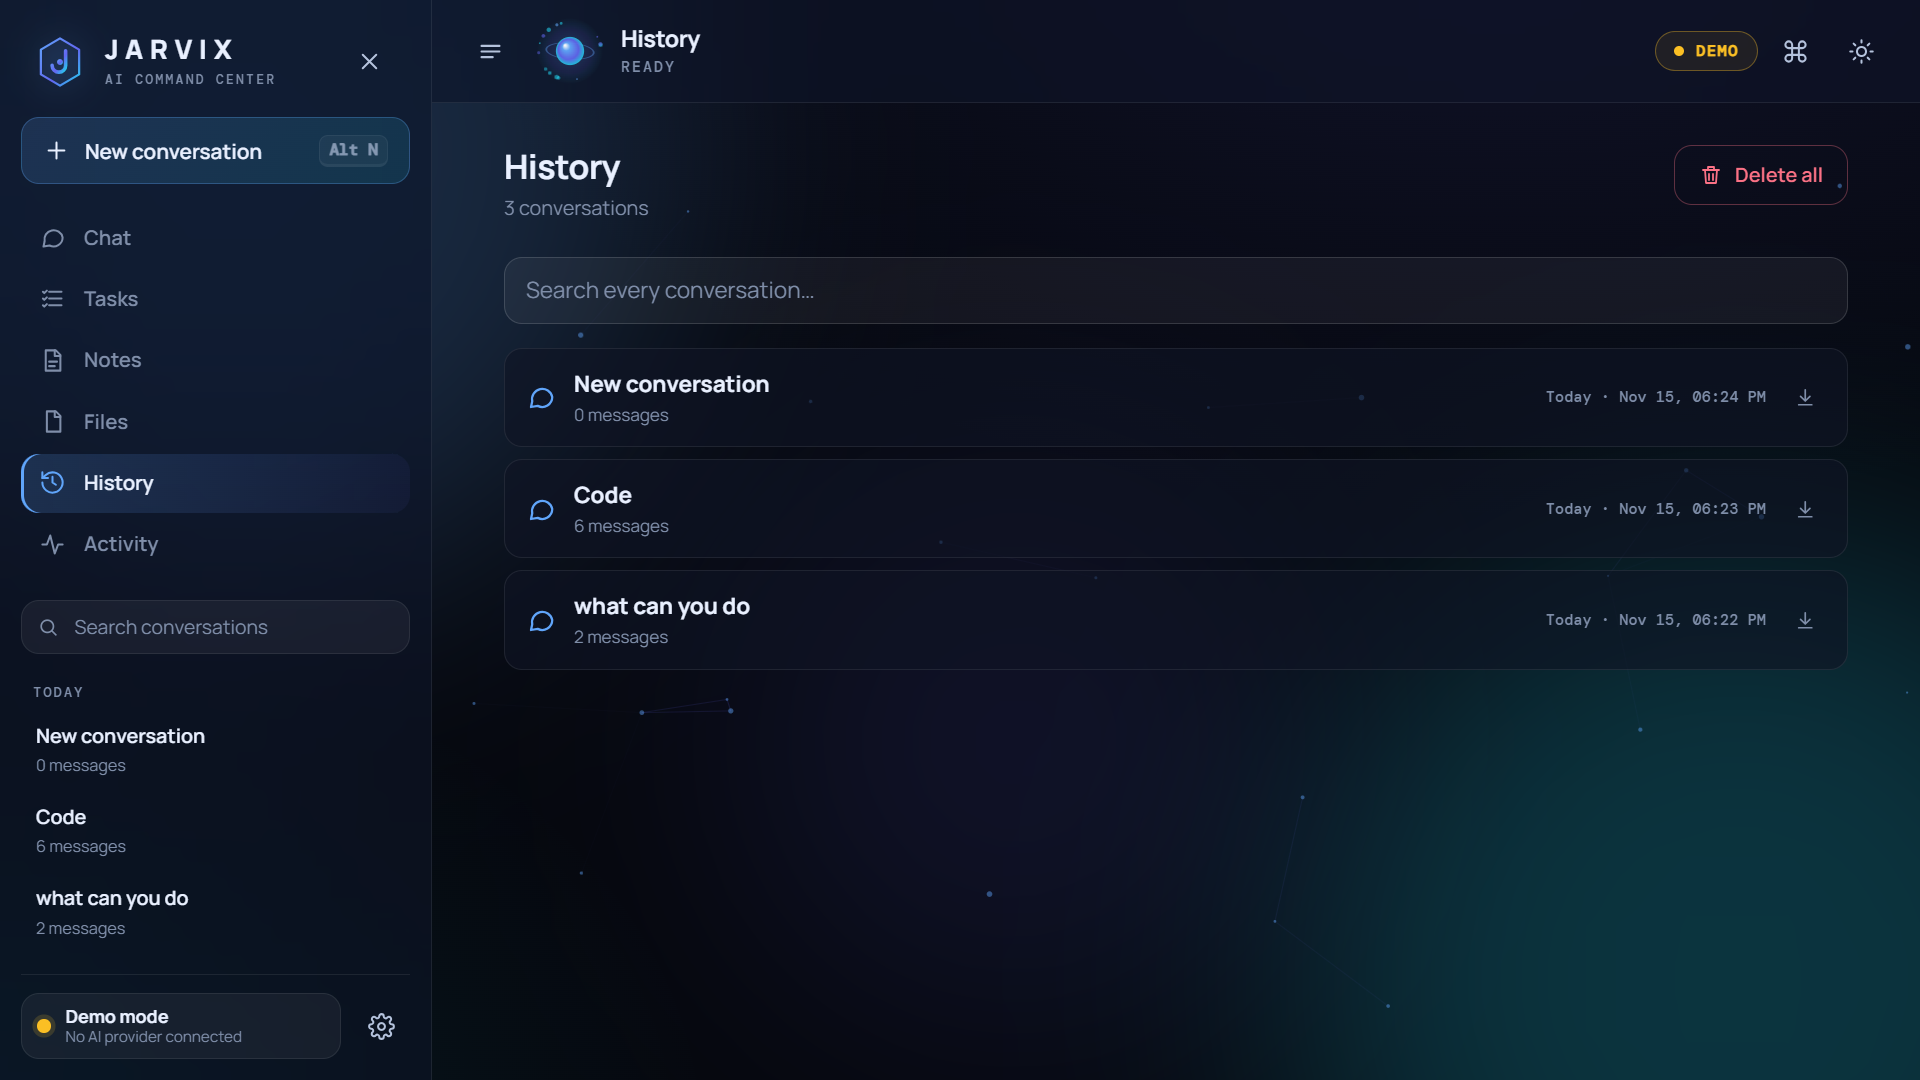 JARVIX
AI COMMAND CENTER
New conversation
Alt N
Chat
Tasks
Notes
Files
History
Activity
Search conversations
TODAY
New conversation
0 messages
Code
6 messages
what can you do
2 messages
Demo mode
No AI provider connected
History
READY
DEMO
History
3 conversations
Delete all
Search every conversation...
New conversation
0 messages
Today · Nov 15, 06:24 PM
Code
6 messages
Today · Nov 15, 06:23 PM
what can you do
2 messages
Today · Nov 15, 06:22 PM